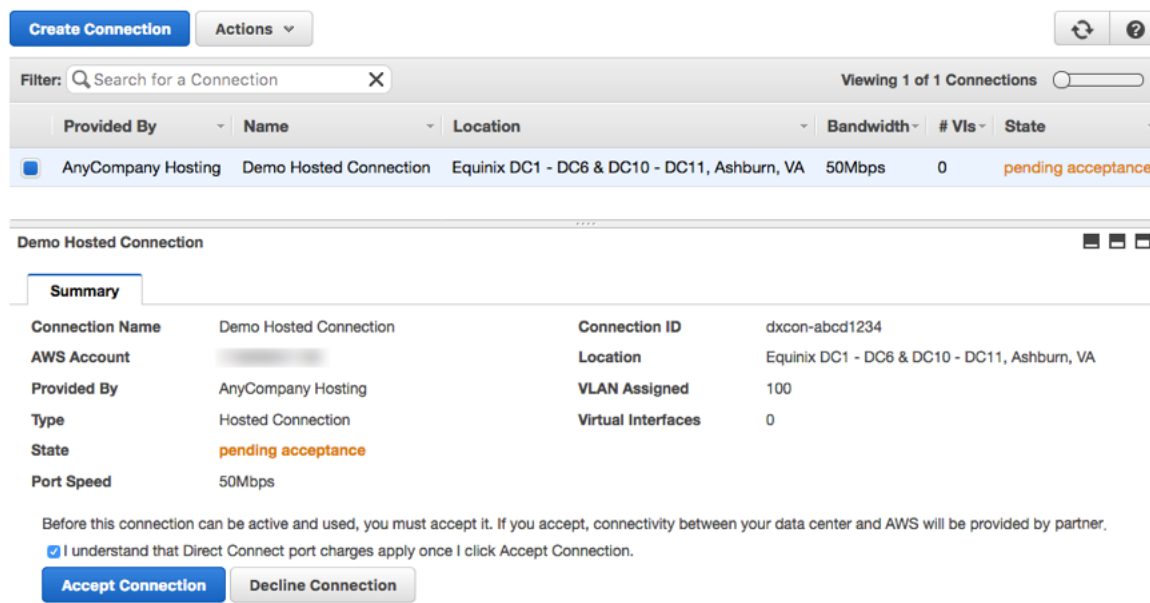 Create Connection Actions
Filter: Search for a Connection Viewing 1 of 1 Connections
Provided By Name Location Bandwidth # VIs State
AnyCompany Hosting Demo Hosted Connection Equinix DC1 - DC6 & DC10 - DC11, Ashburn, VA 50Mbps 0 pending acceptance
Demo Hosted Connection
Summary
Connection Name Demo Hosted Connection Connection ID dxcon-abcd1234
AWS Account Location Equinix DC1 - DC6 & DC10 - DC11, Ashburn, VA
Provided By AnyCompany Hosting VLAN Assigned 100
Type Hosted Connection Virtual Interfaces 0
State pending acceptance
Port Speed 50Mbps
Before this connection can be active and used, you must accept it. If you accept, connectivity between your data center and AWS will be provided by partner.
I understand that Direct Connect port charges apply once I click Accept Connection.
Accept Connection Decline Connection